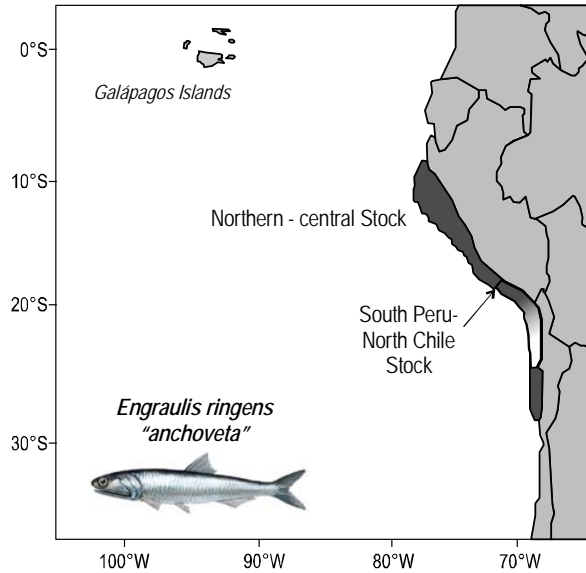 0°S
Galápagos Islands
10°S
Northern - central Stock
20°S
South Peru-
North Chile
Stock
Engraulis ringens
“anchoveta”
30°S
100°W
90°W
80°W
70°W